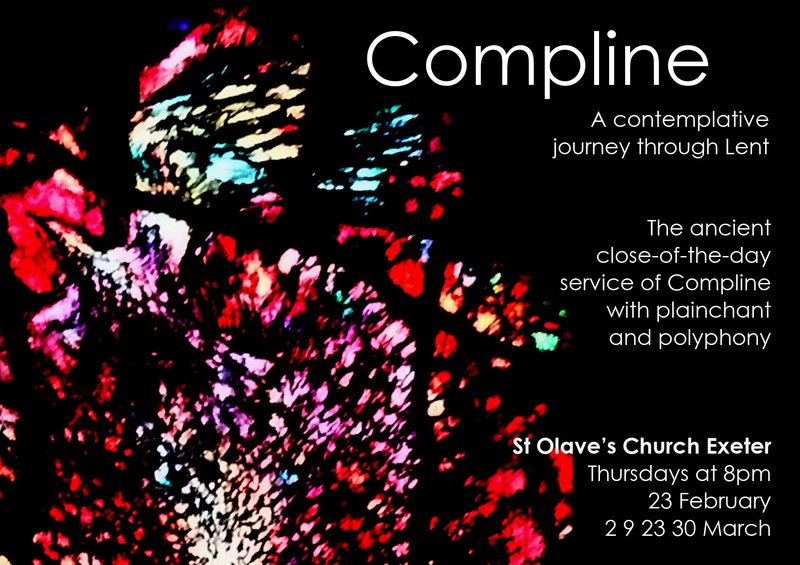 Compline
A contemplative
journey through Lent
The ancient
close-of-the-day
service of Compline
with plainchant
and polyphony
St Olave’s Church Exeter
Thursdays at 8pm
23 February
2 9 23 30 March